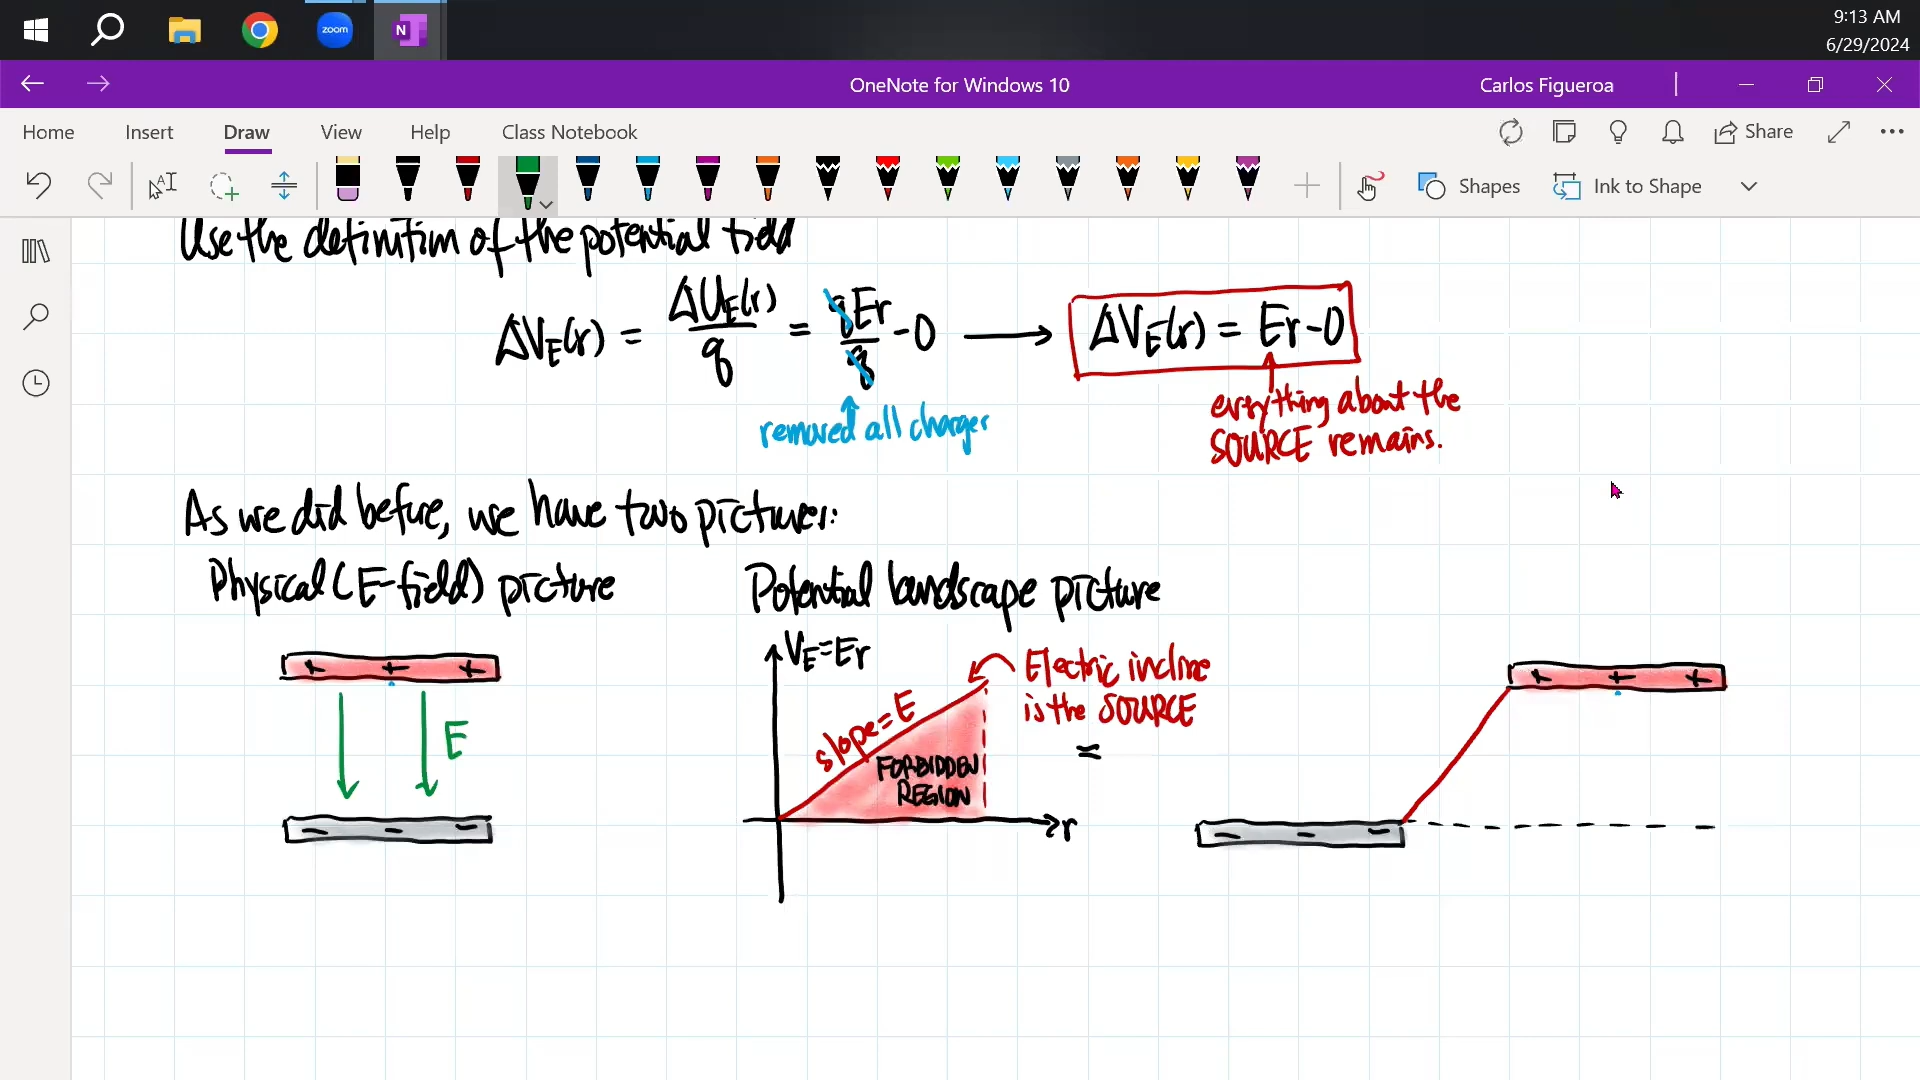 9:13 AM
6/29/2024
zoom
N
OneNote for Windows 10
Carlos Figueroa
Home Insert Draw View Help Class Notebook
Share
Shapes
Ink to Shape
Use the definition of the potential field
ΔV_E(r) = ΔU_E(r)/q = qEr/q - 0 → ΔV_E(r) = Er - 0
removed all charges
everything about the
SOURCE remains.
As we did before, we have two pictures:
Physical (E-field) picture
Potential landscape picture
+ + +
E
- - -
V_E = Er
slope = E
FORBIDDEN
REGION
r
Electric incline
is the SOURCE
=
+ + +
- - -